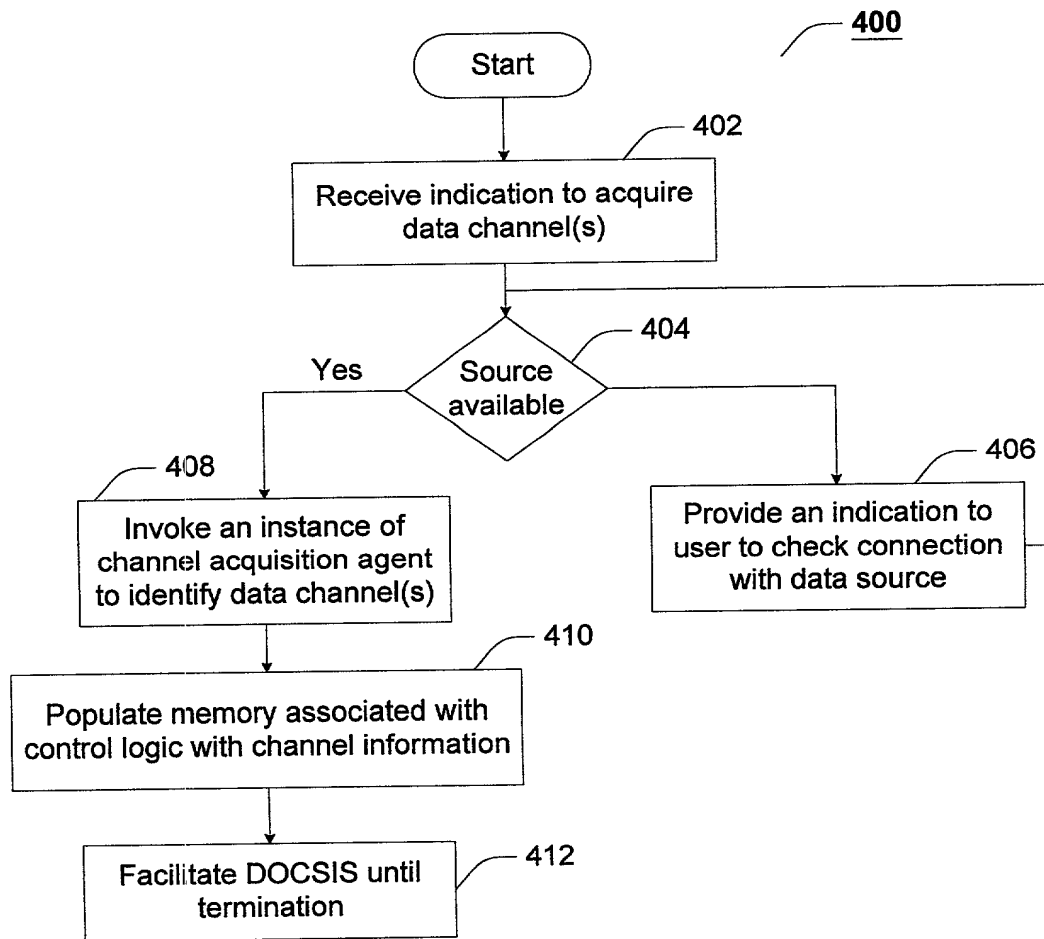 400
Start
402
Receive indication to acquire
data channel(s)
404
Source
available
Yes
408
Invoke an instance of
channel acquisition agent
to identify data channel(s)
406
Provide an indication to
user to check connection
with data source
410
Populate memory associated with
control logic with channel information
412
Facilitate DOCSIS until
termination